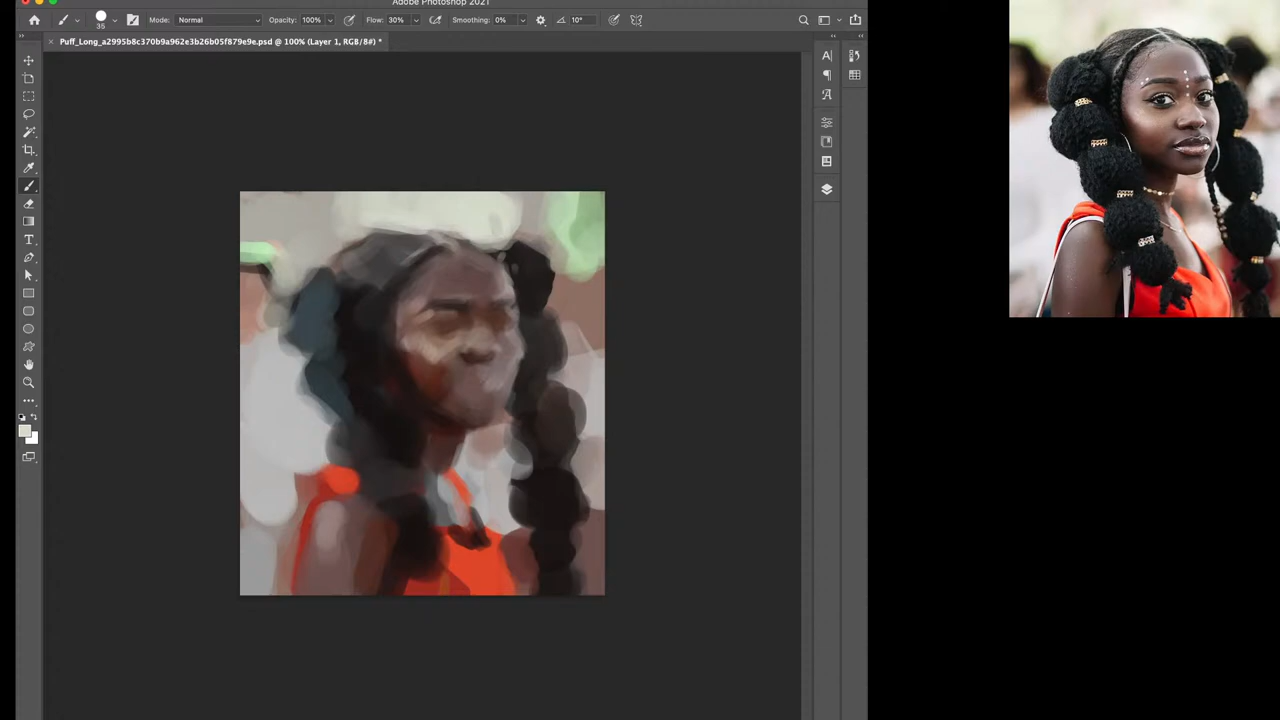 Adobe Photoshop 2021
35
Mode: Normal
Opacity: 100%
Flow: 30%
Smoothing: 0%
10°
Puff_Long_a2995b8c370b9a962e3b26b05f879e9e.psd @ 100% (Layer 1, RGB/8#) *